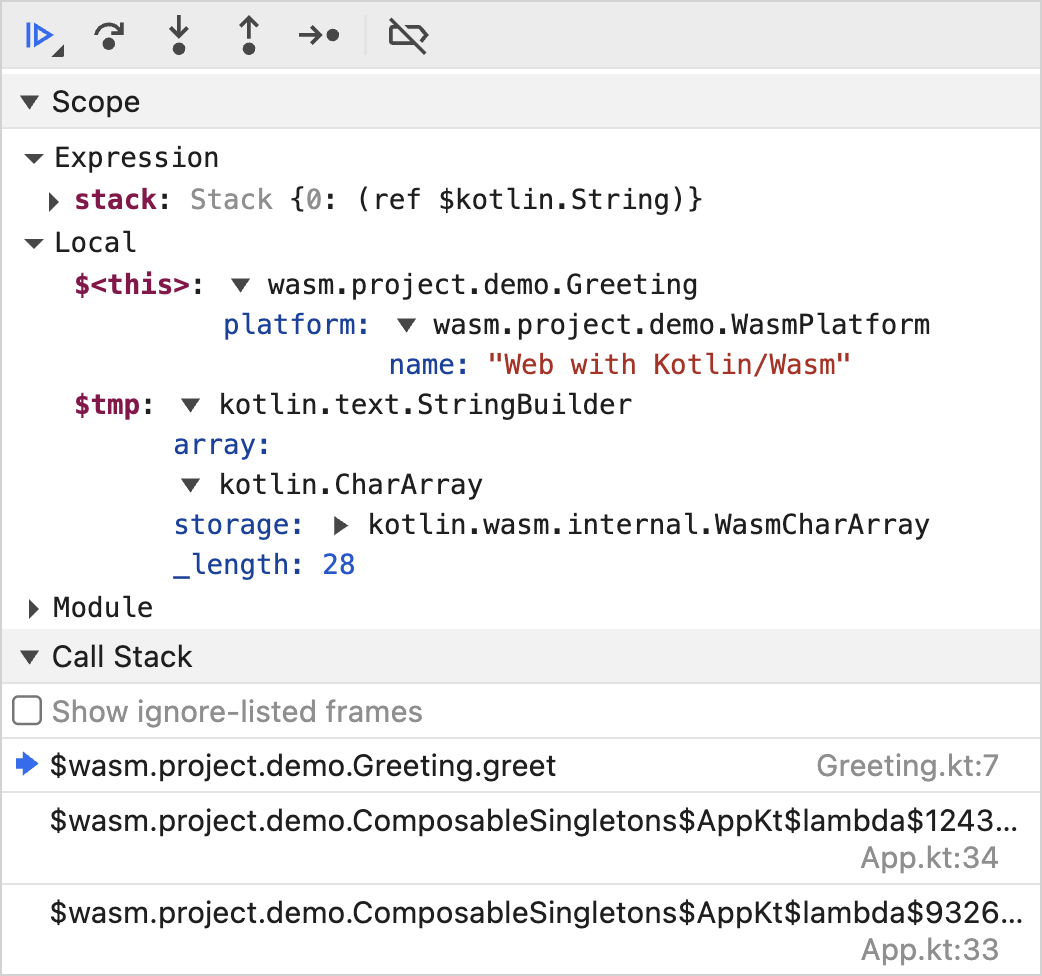 Scope
Expression
stack: Stack {0: (ref $kotlin.String)}
Local
$<this>: wasm.project.demo.Greeting
platform: wasm.project.demo.WasmPlatform
name: "Web with Kotlin/Wasm"
$tmp: kotlin.text.StringBuilder
array:
kotlin.CharArray
storage: kotlin.wasm.internal.WasmCharArray
_length: 28
Module
Call Stack
Show ignore-listed frames
$wasm.project.demo.Greeting.greet Greeting.kt:7
$wasm.project.demo.ComposableSingletons$AppKt$lambda$1243…
App.kt:34
$wasm.project.demo.ComposableSingletons$AppKt$lambda$9326…
App.kt:33